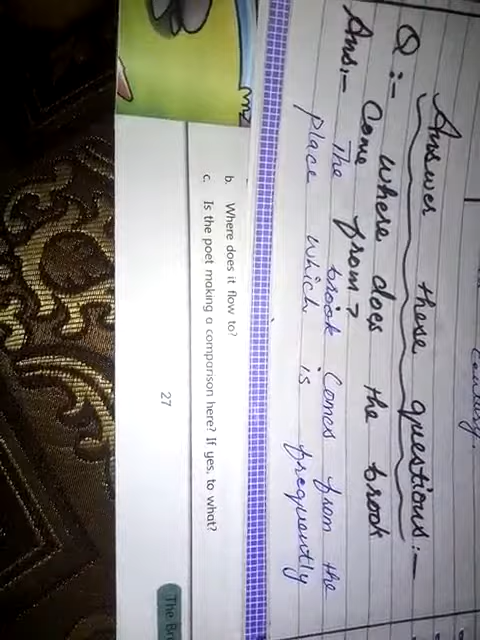 Answer these questions:-
Q:- Where does the brook
Come from?
Ans:- The brook Comes from the
place which is frequently
b. Where does it flow to?
c. Is the poet making a comparison here? If yes, to what?
27
The Br